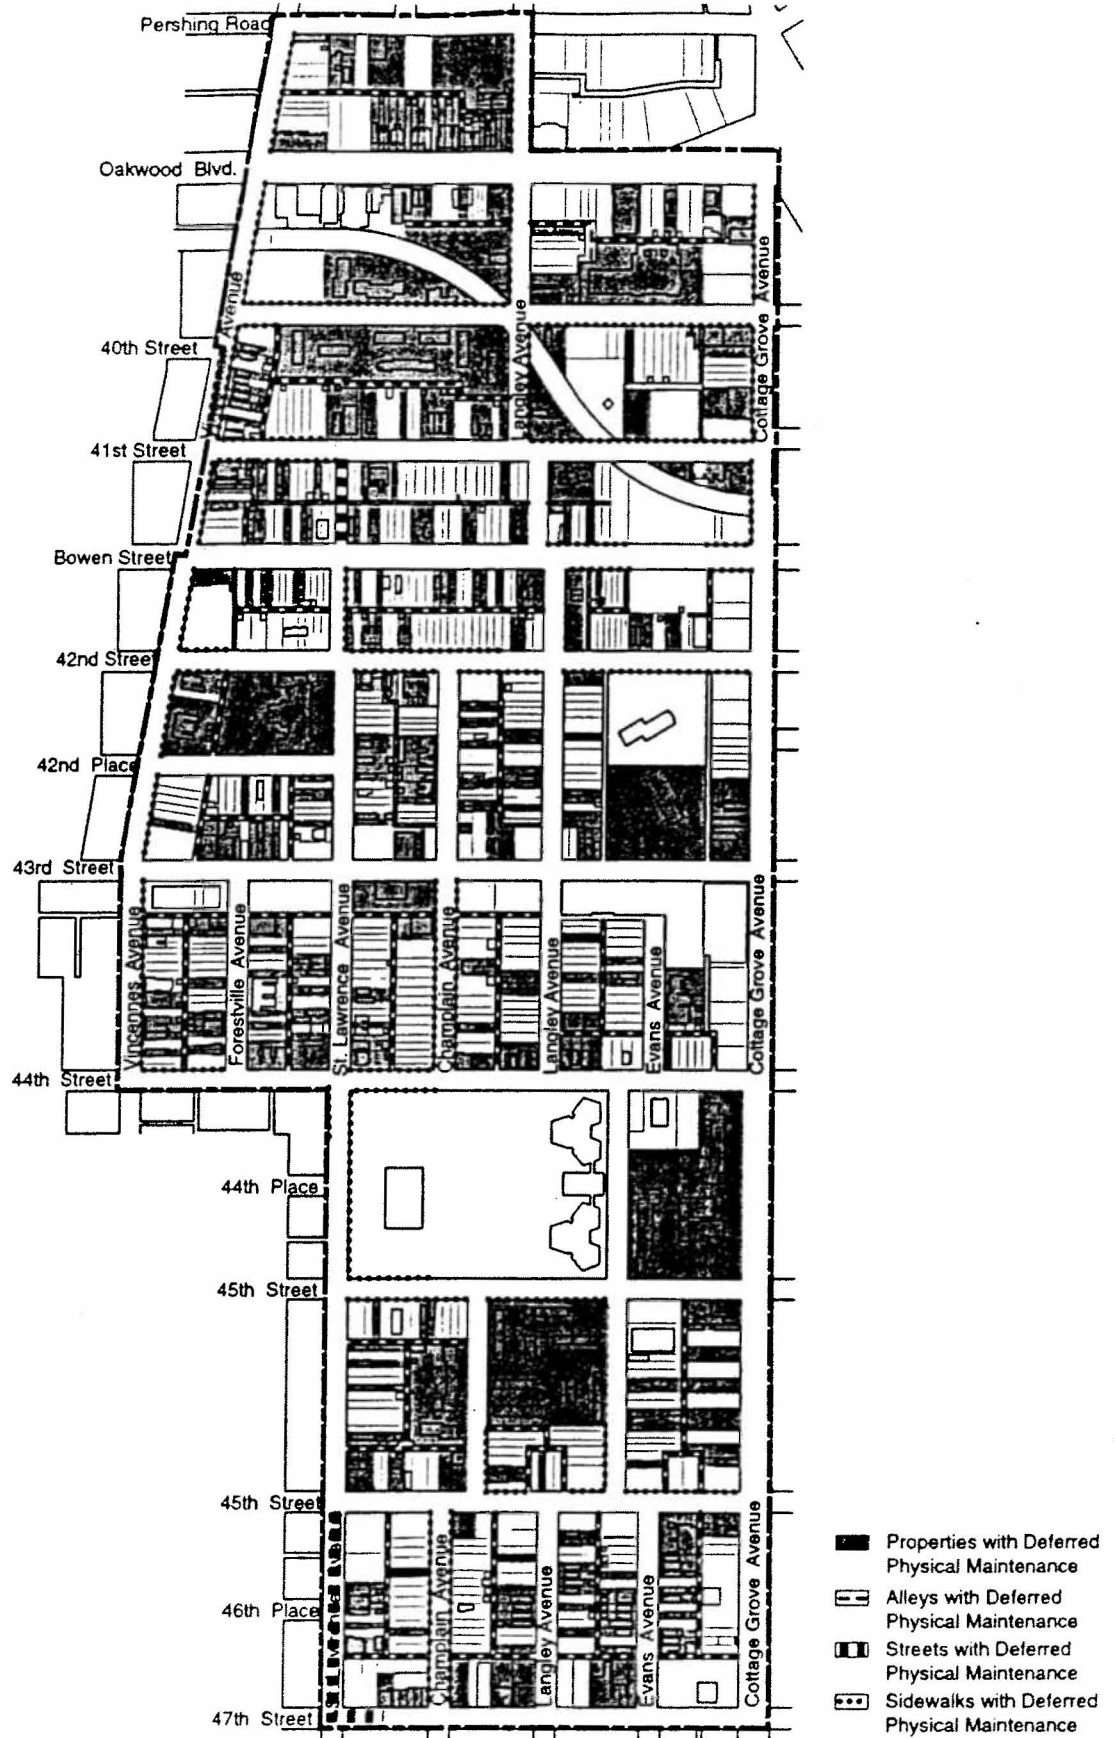 Pershing Road
Oakwood Blvd.
Avenue
Cottage Grove Avenue
Langley Avenue
40th Street
41st Street
Bowen Street
42nd Street
42nd Place
43rd Street
Vincennes Avenue
Forestville Avenue
St. Lawrence Avenue
Champlain Avenue
Langley Avenue
Evans Avenue
Cottage Grove Avenue
44th Street
44th Place
45th Street
45th Street
46th Place
Champlain Avenue
Langley Avenue
Evans Avenue
Cottage Grove Avenue
47th Street
Properties with Deferred
Physical Maintenance
Alleys with Deferred
Physical Maintenance
Streets with Deferred
Physical Maintenance
Sidewalks with Deferred
Physical Maintenance